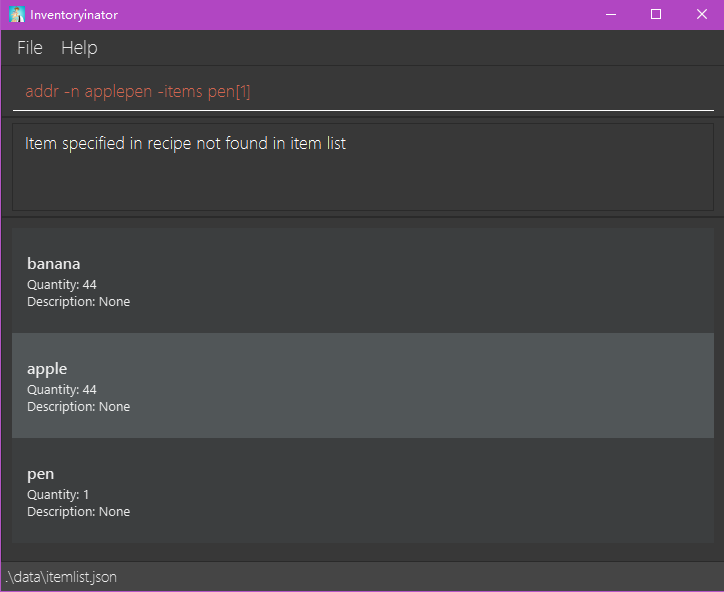 Inventoryinator
File Help
addr -n applepen -items pen[1]
Item specified in recipe not found in item list
banana
Quantity: 44
Description: None
apple
Quantity: 44
Description: None
pen
Quantity: 1
Description: None
.\data\itemlist.json